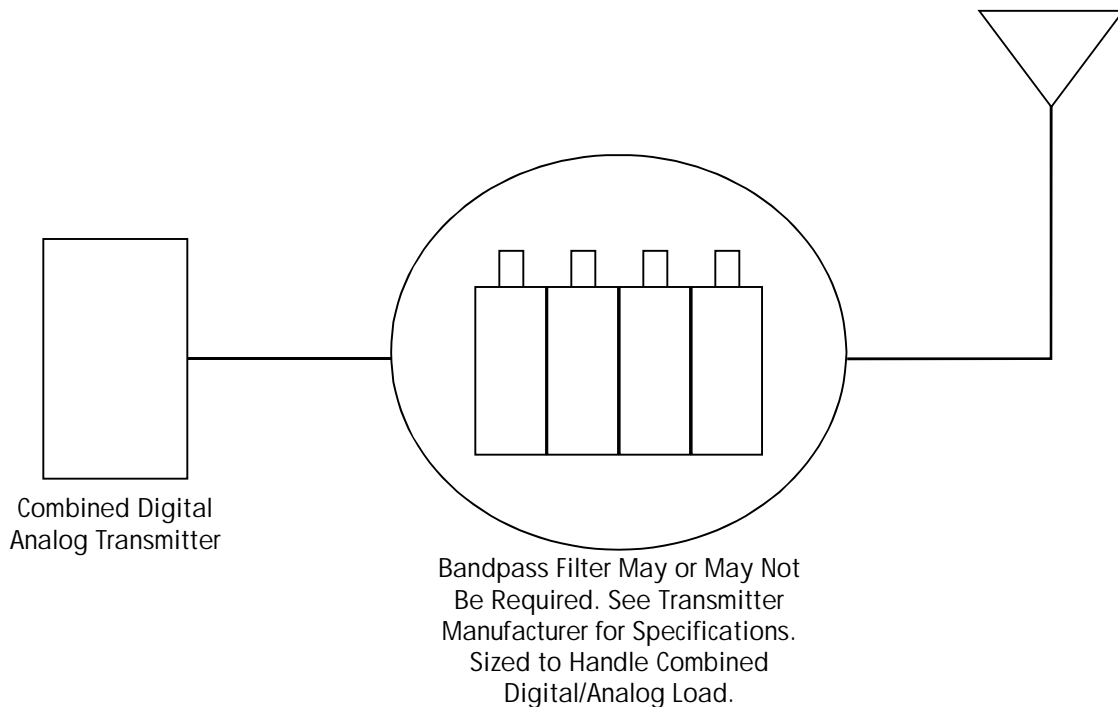 Combined Digital
Analog Transmitter
Bandpass Filter May or May Not
Be Required. See Transmitter
Manufacturer for Specifications.
Sized to Handle Combined
Digital/Analog Load.